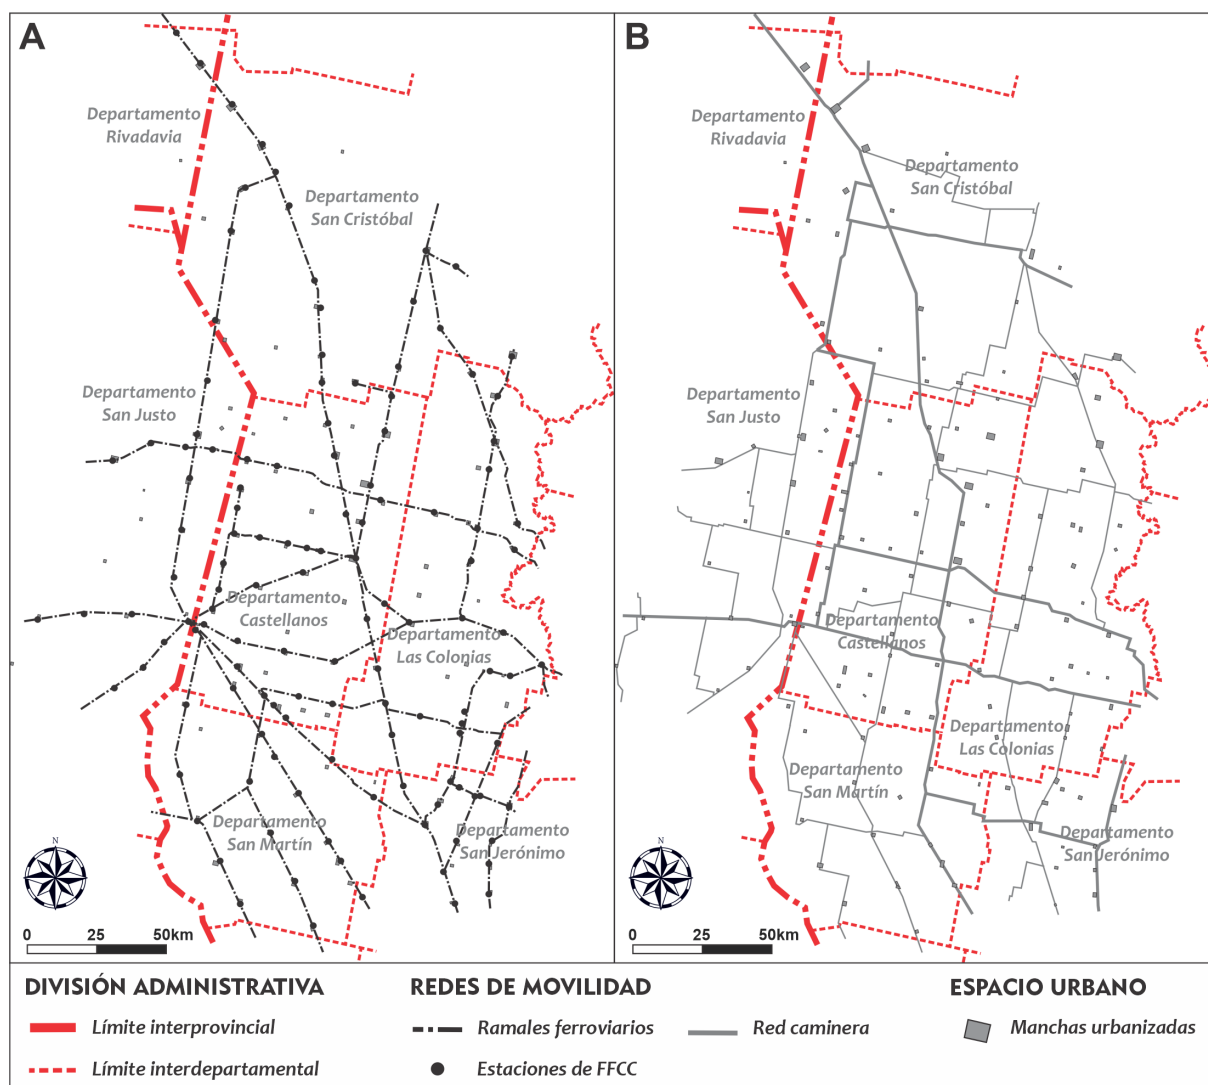 A
Departamento
Rivadavia
Departamento
San Cristóbal
Departamento
San Justo
Departamento
Castellanos
Departamento
Las Colonias
Departamento
San Martín
Departamento
San Jerónimo
N
0 25 50km
B
Departamento
Rivadavia
Departamento
San Cristóbal
Departamento
San Justo
Departamento
Castellanos
Departamento
Las Colonias
Departamento
San Martín
Departamento
San Jerónimo
N
0 25 50km
DIVISIÓN ADMINISTRATIVA
Límite interprovincial
Límite interdepartamental
REDES DE MOVILIDAD
Ramales ferroviarios
Red caminera
Estaciones de FFCC
ESPACIO URBANO
Manchas urbanizadas